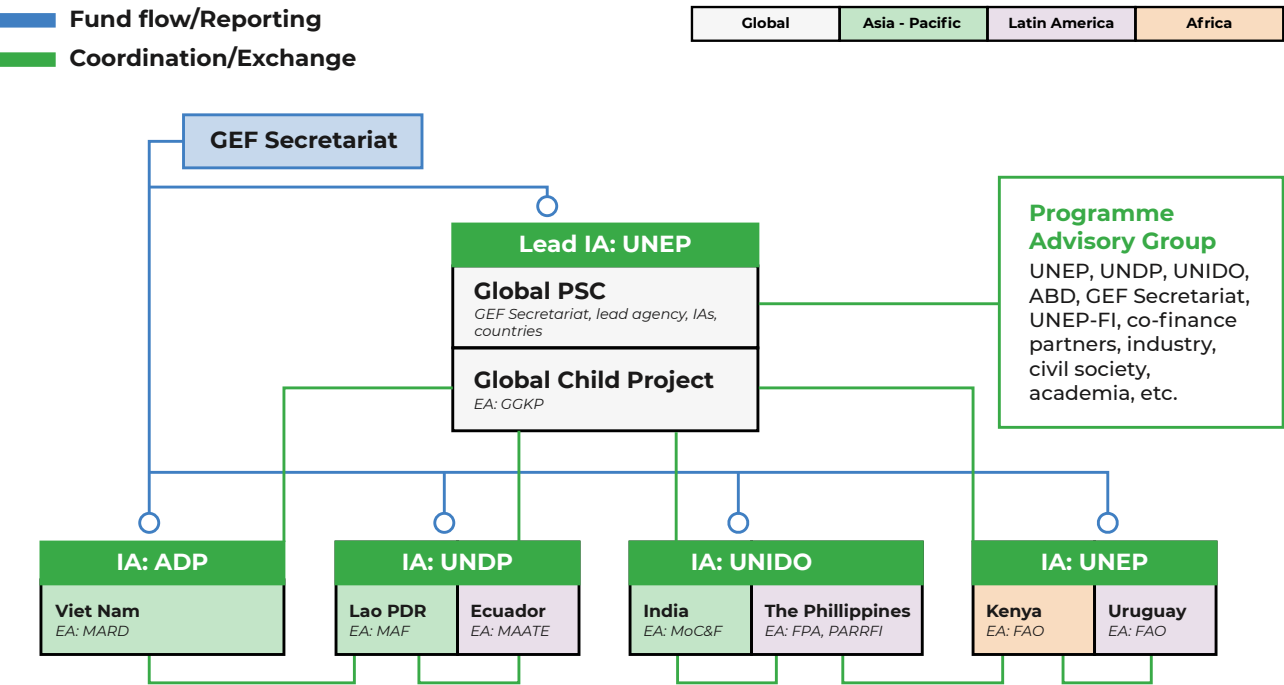 Fund flow/Reporting
Coordination/Exchange
Global
Asia - Pacific
Latin America
Africa
GEF Secretariat
Lead IA: UNEP
Global PSC
GEF Secretariat, lead agency, IAs,
countries
Global Child Project
EA: GGKP
Programme
Advisory Group
UNEP, UNDP, UNIDO,
ABD, GEF Secretariat,
UNEP-FI, co-finance
partners, industry,
civil society,
academia, etc.
IA: ADP
Viet Nam
EA: MARD
IA: UNDP
Lao PDR
EA: MAF
Ecuador
EA: MAATE
IA: UNIDO
India
EA: MoC&F
The Phillippines
EA: FPA, PARRFI
IA: UNEP
Kenya
EA: FAO
Uruguay
EA: FAO